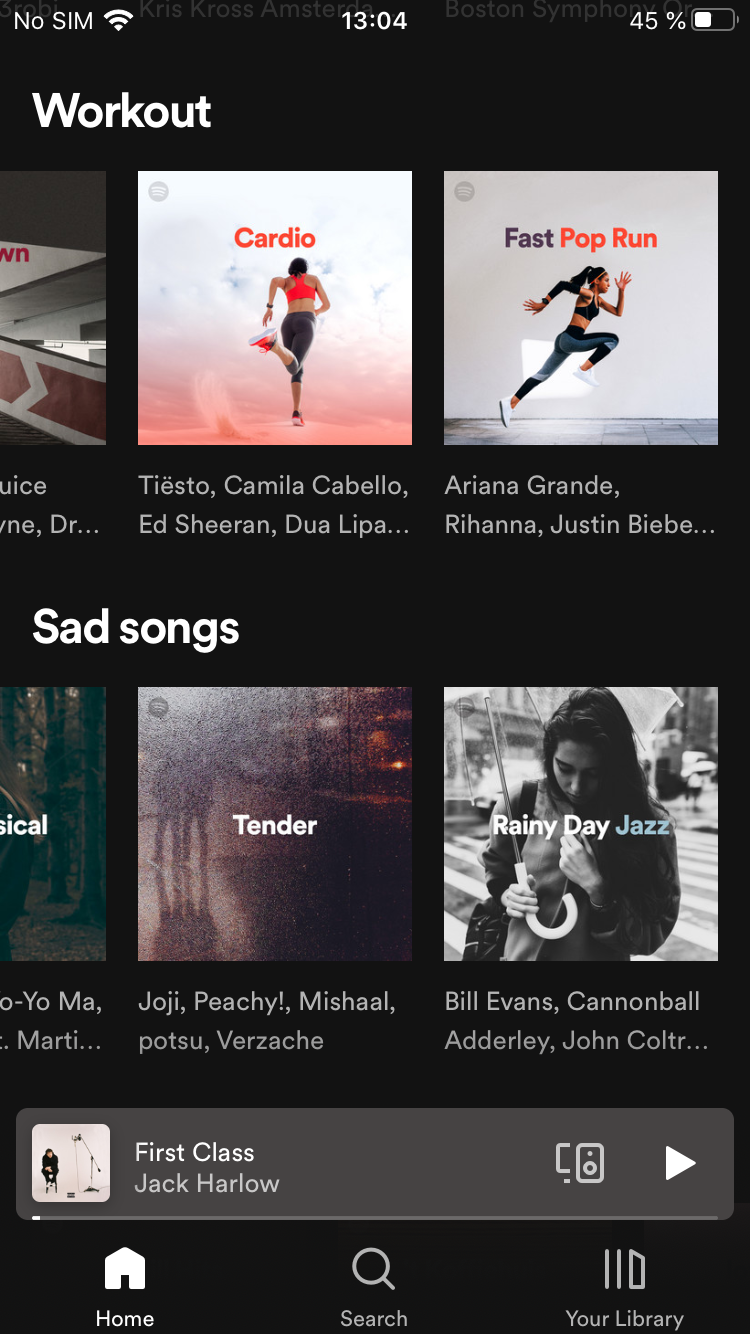 3robi
Kris Kross Amsterda
Boston Symphony Or
No SIM
13:04
45 %
Workout
wn
Cardio
Fast Pop Run
uice
yne, Dr...
Tiësto, Camila Cabello,
Ed Sheeran, Dua Lipa...
Ariana Grande,
Rihanna, Justin Biebe...
Sad songs
sical
Tender
Rainy Day Jazz
Yo-Yo Ma,
t. Marti...
Joji, Peachy!, Mishaal,
potsu, Verzache
Bill Evans, Cannonball
Adderley, John Coltr...
First Class
Jack Harlow
Home
Search
Your Library